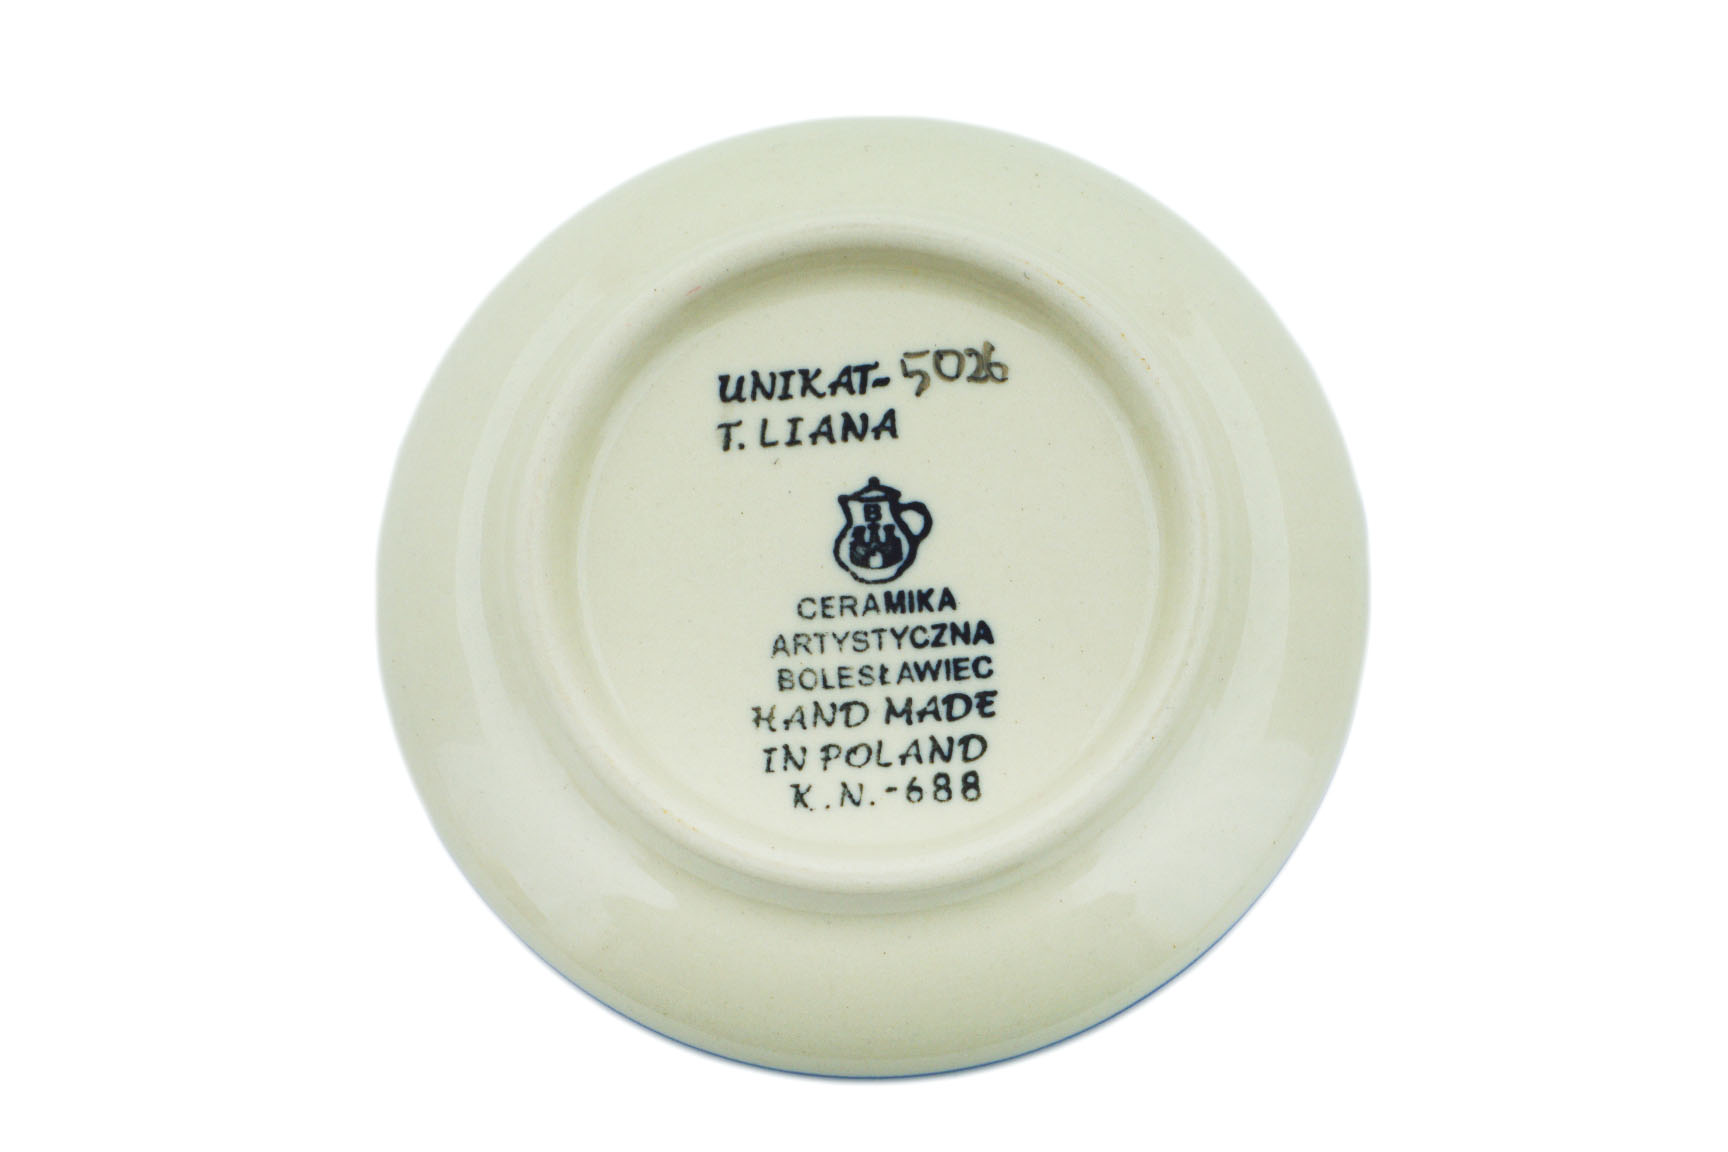 UNIKAT-5026
T. LIANA
B
CERAMIKA
ARTYSTYCZNA
BOLESŁAWIEC
HAND MADE
IN POLAND
K.N.-688